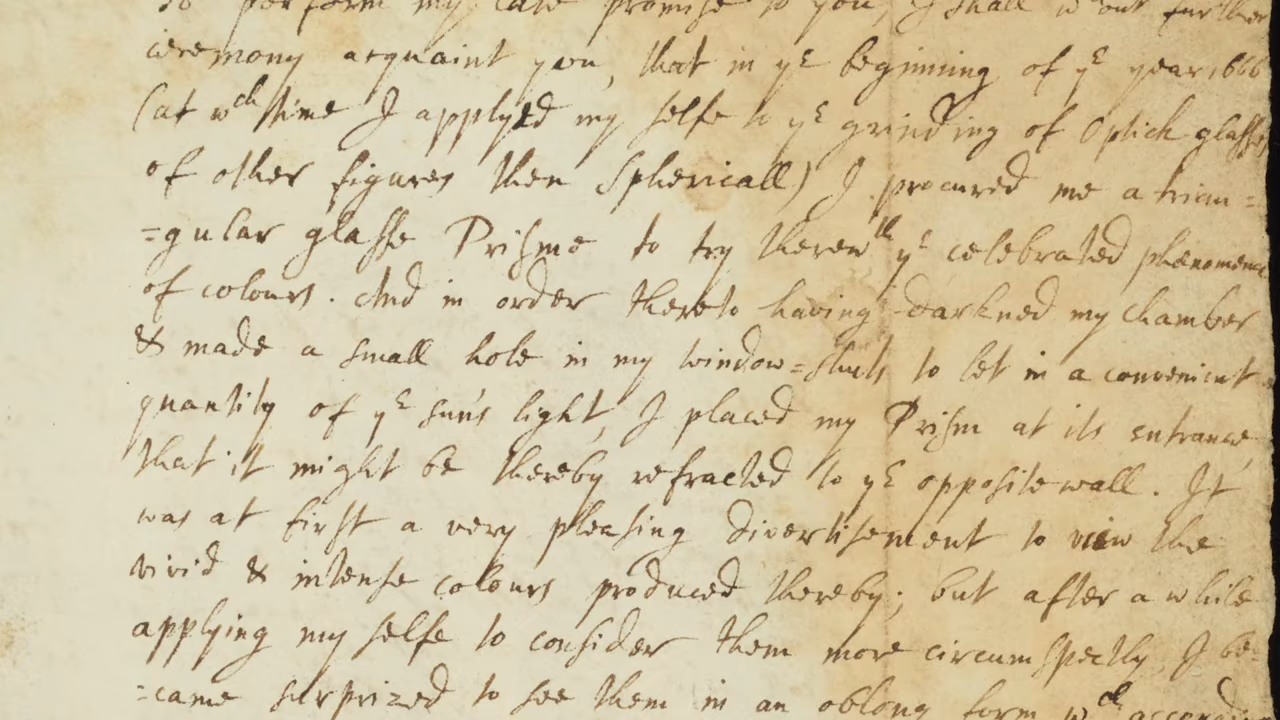 To perform my late promise to you, I shall wthout further
ceremony acquaint you, that in ye beginning of ye year 1666
(at wch time I applyed my selfe to ye grinding of Optick glasses
of other figures then Sphericall) I procured me a trian=
=gular glasse Prisme to try therewth ye celebrated phænomena
of colours. And in order thereto having darkned my chamber
& made a small hole in my window=shuts to let in a convenient
quantity of ye suns light, I placed my Prism at its entrance,
that it might be thereby refracted to ye opposite wall. It
was at first a very pleasing divertisement to view the
vivid & intense colours produced thereby; but after a while
applying my selfe to consider them more circumspectly, I be=
=came surprized to see them in an oblong form, wch according